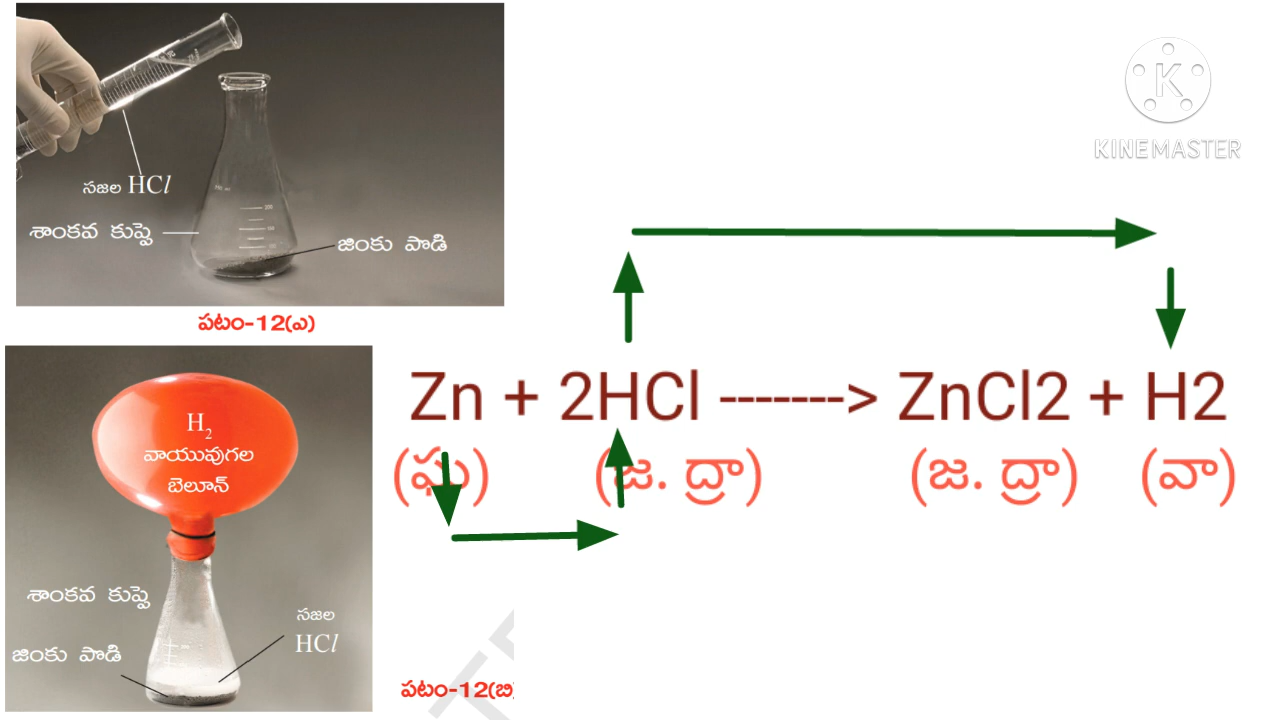 సజల HCl
శాంకవ కుప్పె
జింకు పొడి
పటం-12(ఎ)
H2
వాయువుగల
బెలూన్
శాంకవ కుప్పె
జింకు పొడి
సజల
HCl
పటం-12(బి)
KINEMASTER
Zn + 2HCl -------> ZnCl2 + H2
(ఘ) (జ. ద్రా) (జ. ద్రా) (వా)